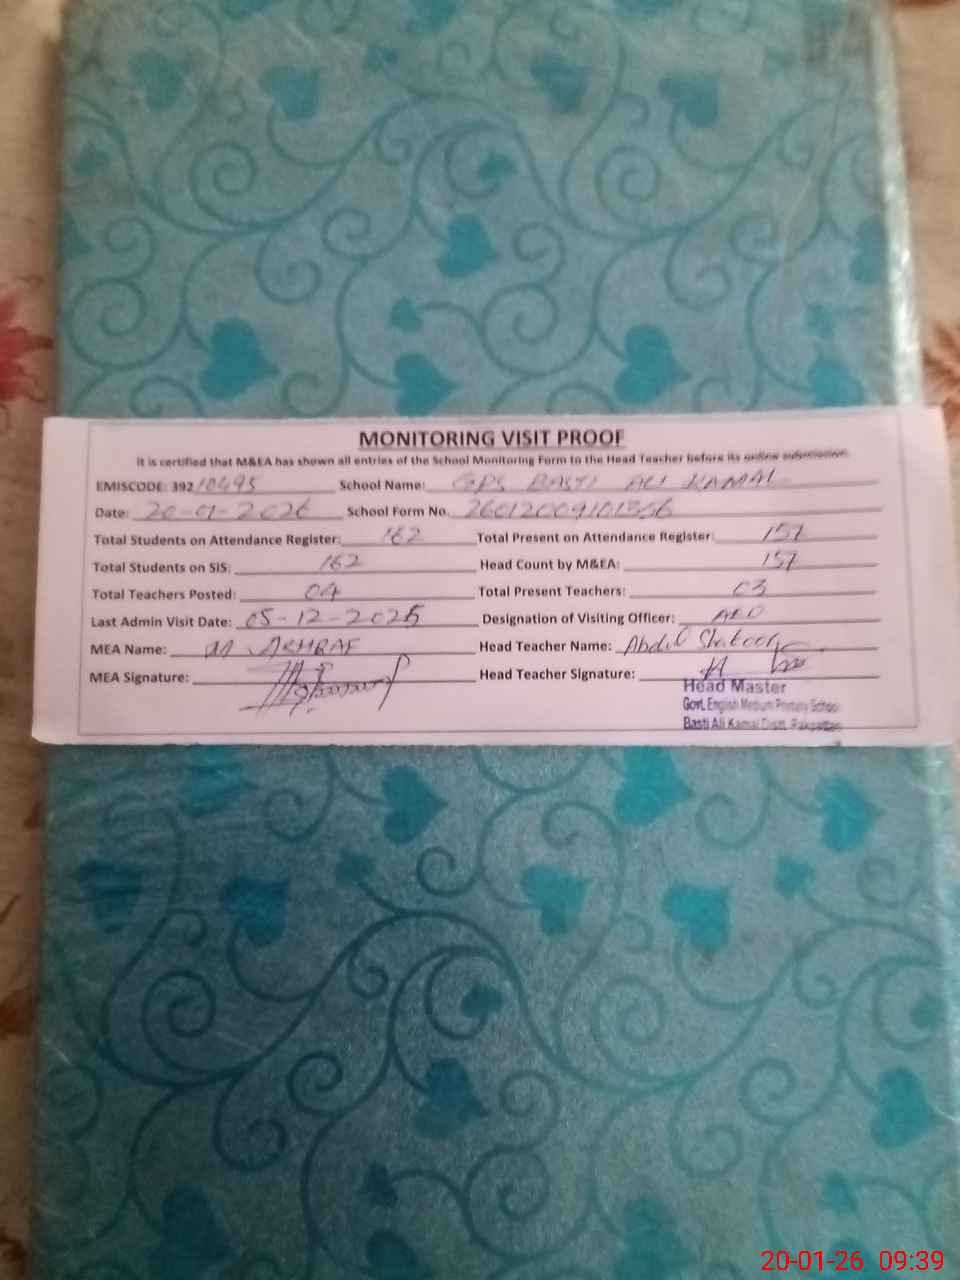 MONITORING VISIT PROOF
It is certified that M&EA has shown all entries of the School Monitoring Form to the Head Teacher before its online submission.
EMISCODE: 39210495 School Name: GPS BASTI ALI KAMAL
Date: 20-01-2026 School Form No. 26012009101356
Total Students on Attendance Register: 162 Total Present on Attendance Register: 157
Total Students on SIS: 162 Head Count by M&EA: 157
Total Teachers Posted: 04 Total Present Teachers: 03
Last Admin Visit Date: 05-12-2025 Designation of Visiting Officer: AEO
MEA Name: M ASHRAF Head Teacher Name: Abdul Shakoor
MEA Signature: Head Teacher Signature:
Head Master
Govt. English Medium Primary School
Basti Ali Kamal Distt. Pakpattan
20-01-26 09:39